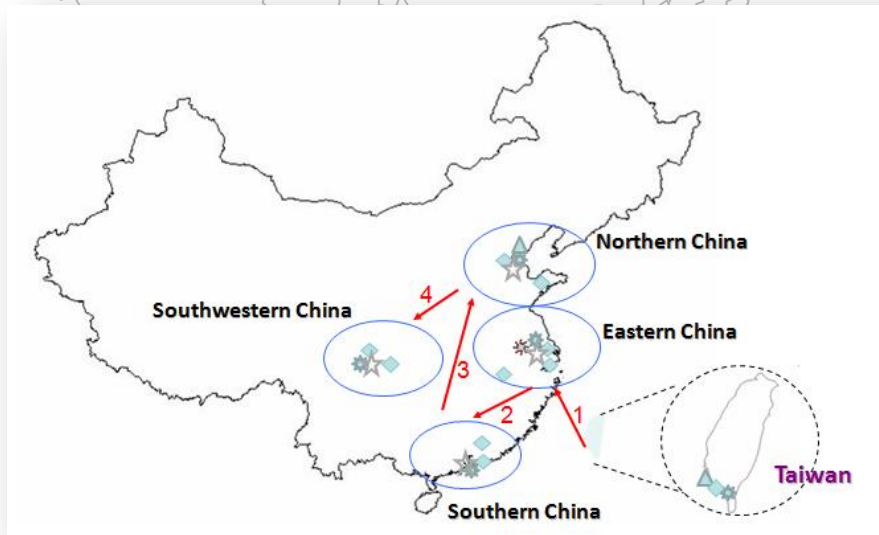 Northern China
Southwestern China
4
Eastern China
3
2
1
Taiwan
Southern China